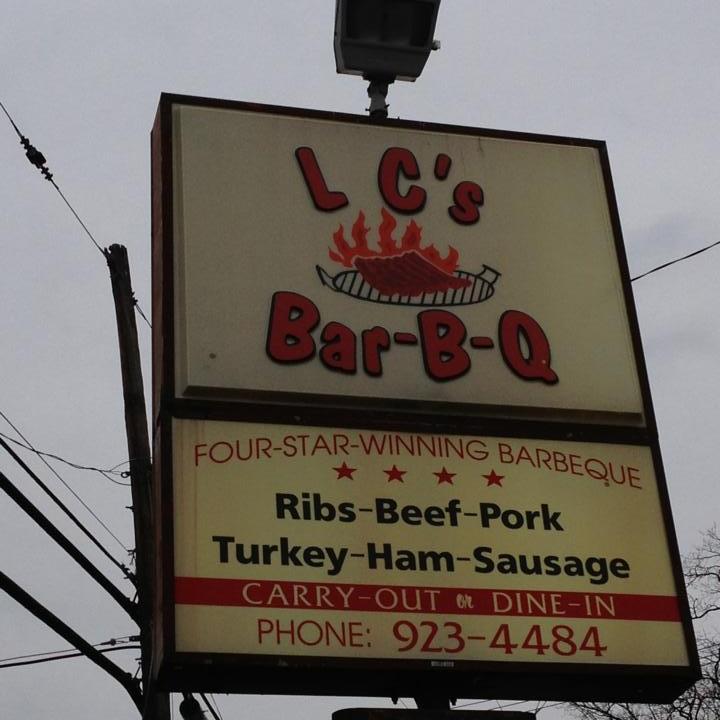 L C's
Bar-B-Q
FOUR-STAR-WINNING BARBEQUE
Ribs-Beef-Pork
Turkey-Ham-Sausage
CARRY-OUT or DINE-IN
PHONE: 923-4484